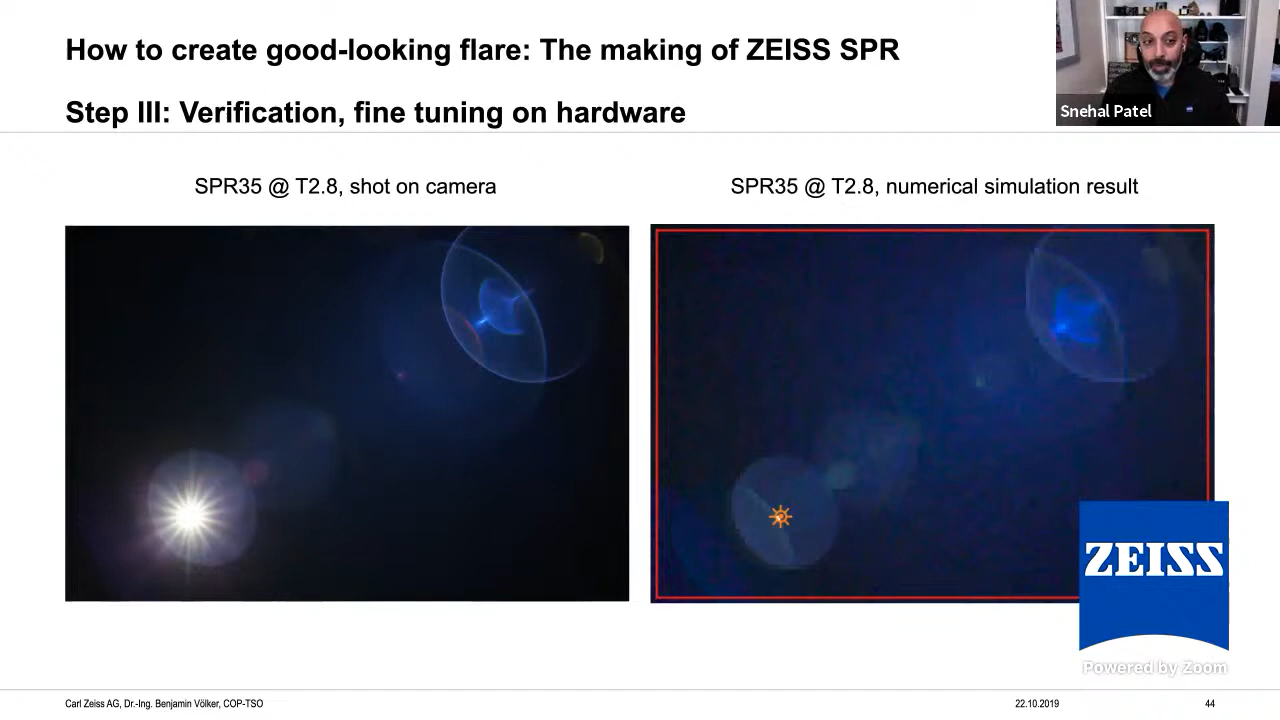 How to create good-looking flare: The making of ZEISS SPR
Step III: Verification, fine tuning on hardware
Snehal Patel
SPR35 @ T2.8, shot on camera
SPR35 @ T2.8, numerical simulation result
ZEISS
Powered by Zoom
Carl Zeiss AG, Dr.-Ing. Benjamin Völker, COP-TSO
22.10.2019
44